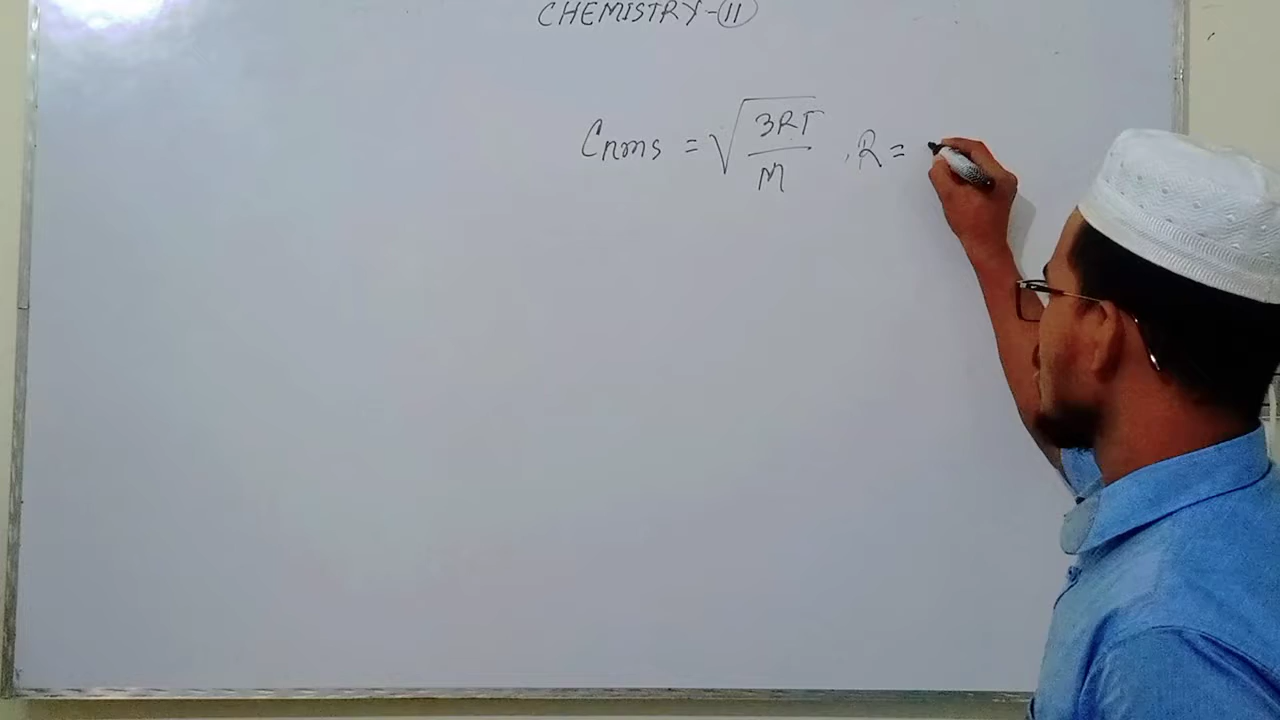 CHEMISTRY-11
Crms = √3RT/M , R =